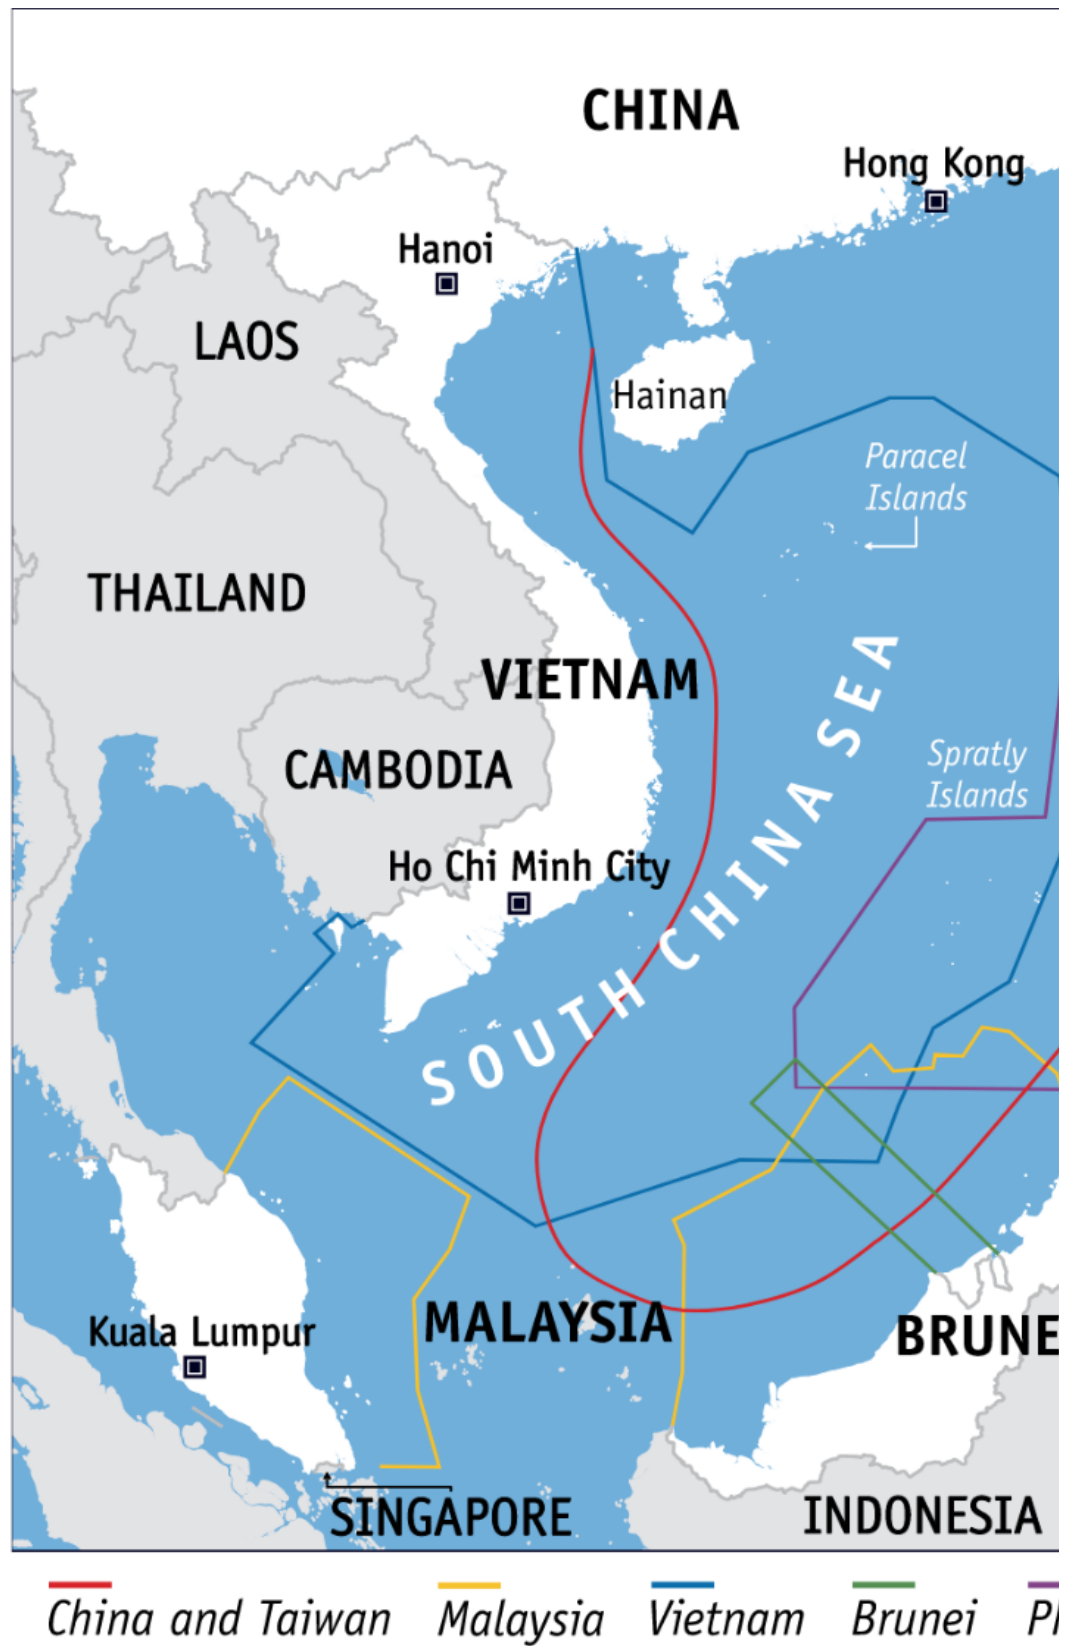 CHINA
Hong Kong
Hanoi
LAOS
Hainan
Paracel
Islands
THAILAND
VIETNAM
SOUTH CHINA SEA
Spratly
Islands
CAMBODIA
Ho Chi Minh City
MALAYSIA
Kuala Lumpur
BRUNE
SINGAPORE
INDONESIA
China and Taiwan
Malaysia
Vietnam
Brunei